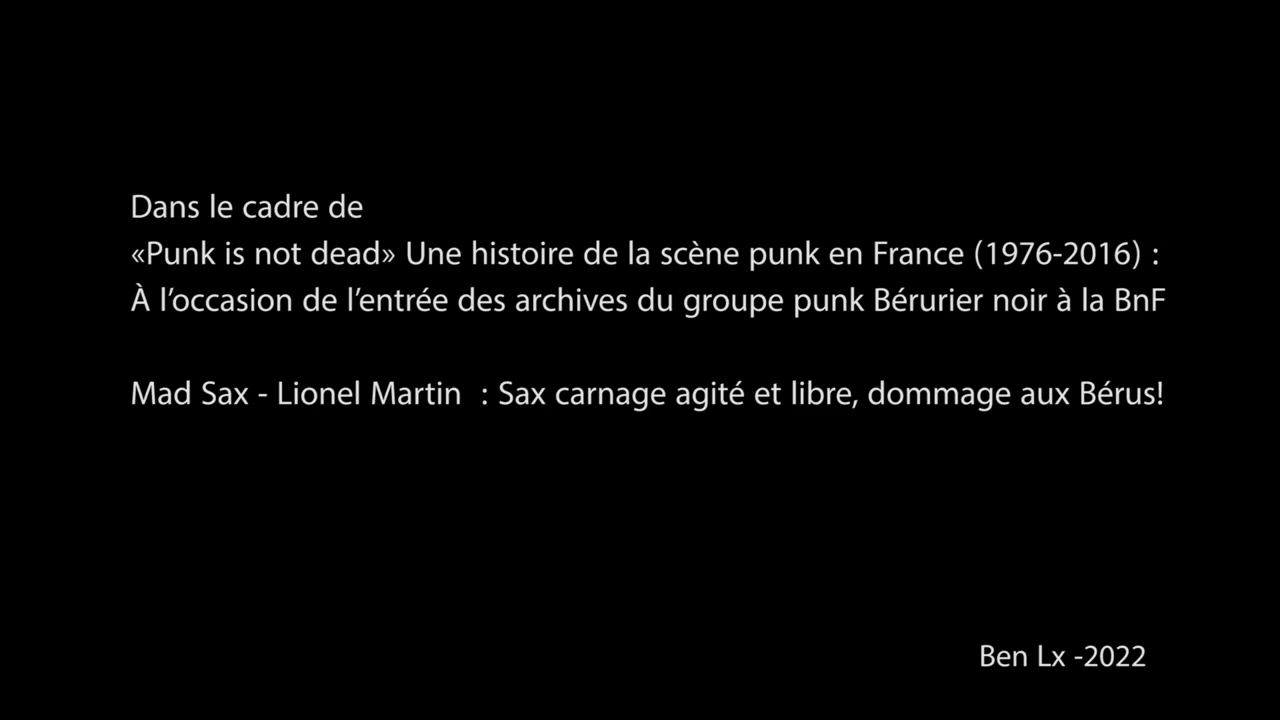 Dans le cadre de
«Punk is not dead» Une histoire de la scène punk en France (1976-2016) :
À l’occasion de l’entrée des archives du groupe punk Bérurier noir à la BnF
Mad Sax - Lionel Martin  : Sax carnage agité et libre, dommage aux Bérus!
Ben Lx -2022